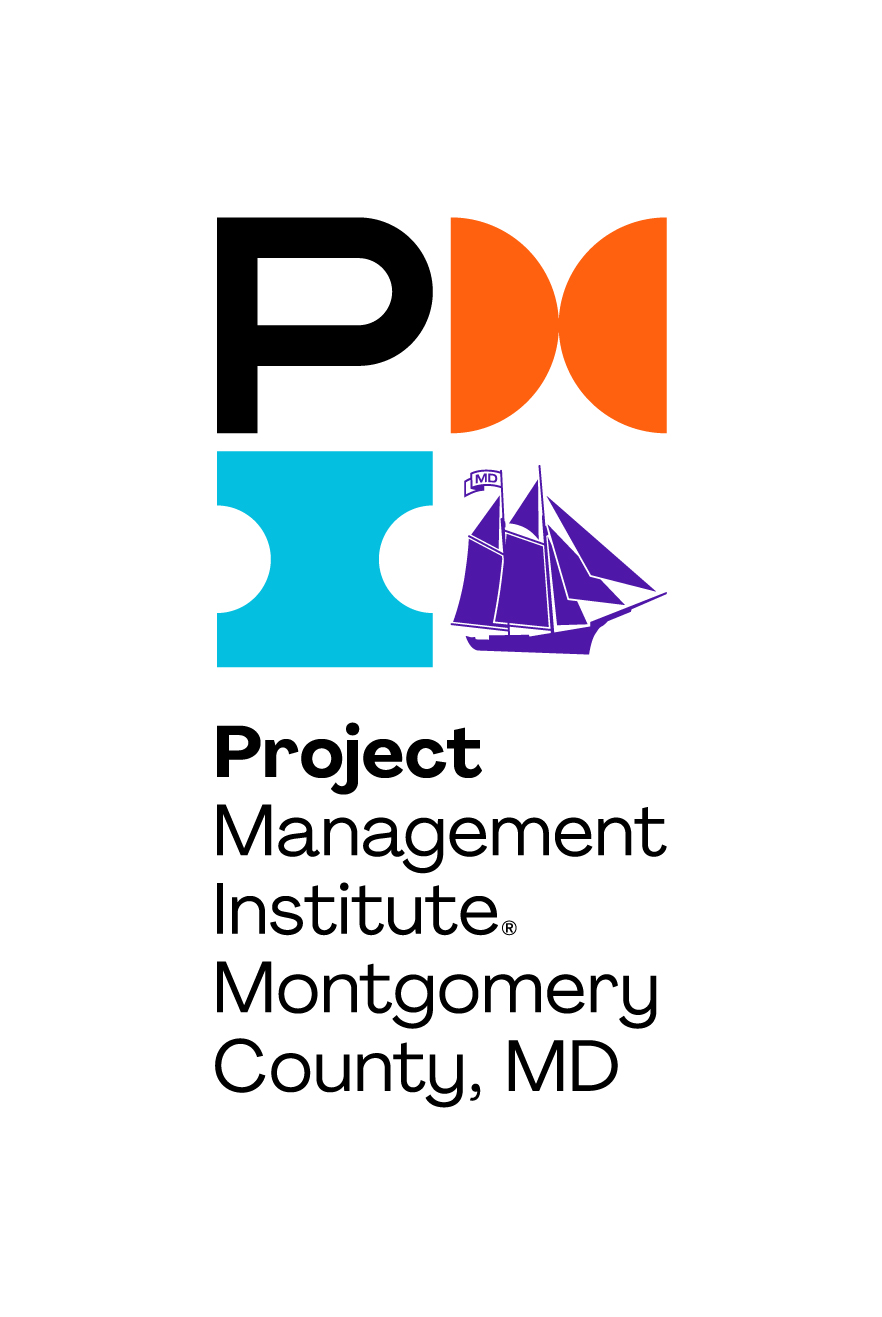 P
MD
Project
Management
Institute®
Montgomery
County, MD